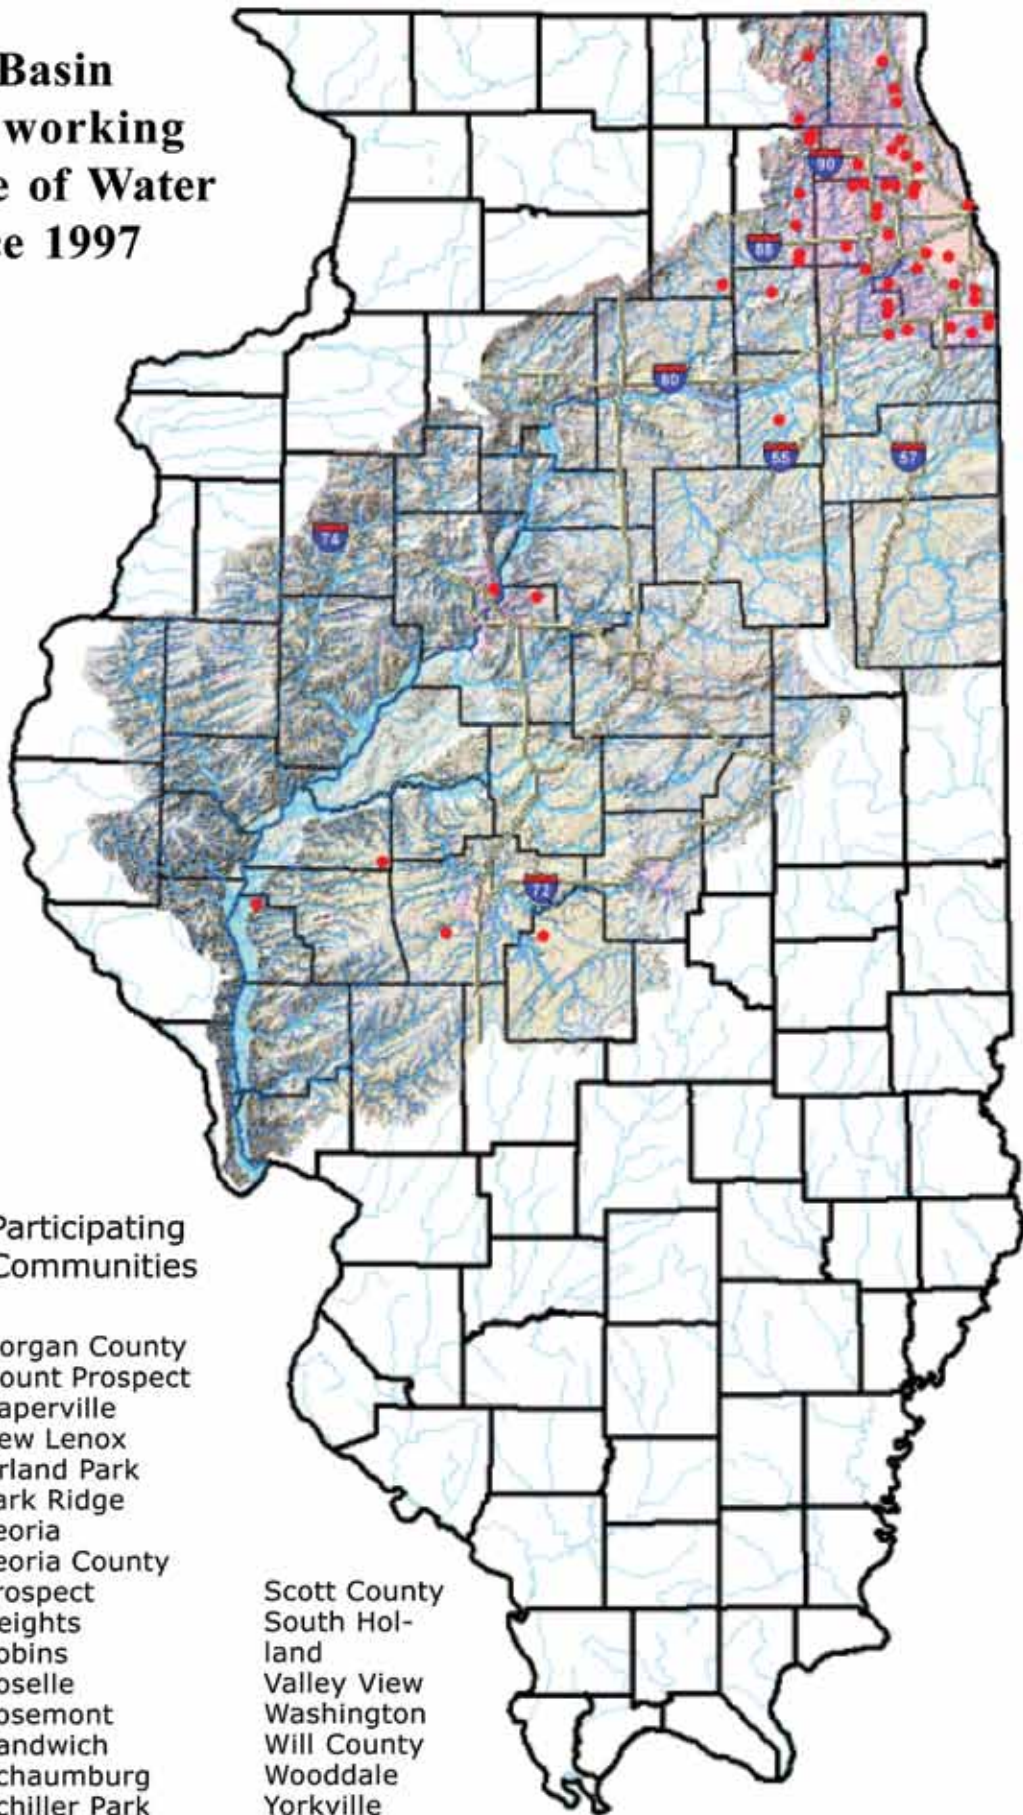 Basin
working
e of Water
ce 1997
90
88
80
55
57
74
72
Participating
Communities
organ County
ount Prospect
aperville
ew Lenox
rland Park
ark Ridge
eoria
eoria County
rospect
eights
obins
oselle
osemont
andwich
chaumburg
chiller Park
Scott County
South Hol-
land
Valley View
Washington
Will County
Wooddale
Yorkville